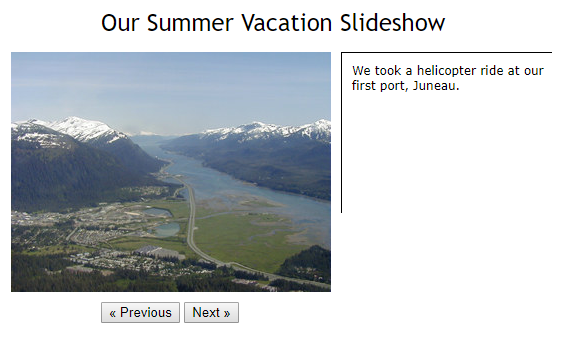 Our Summer Vacation Slideshow
We took a helicopter ride at our
first port, Juneau.
« Previous
Next »